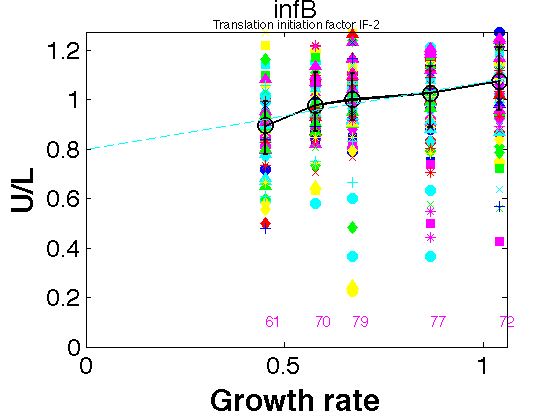 infB
Translation initiation factor IF-2
1.2
1
0.8
0.6
0.4
0.2
0
U/L
61 70 79 77 72
0 0.5 1
Growth rate